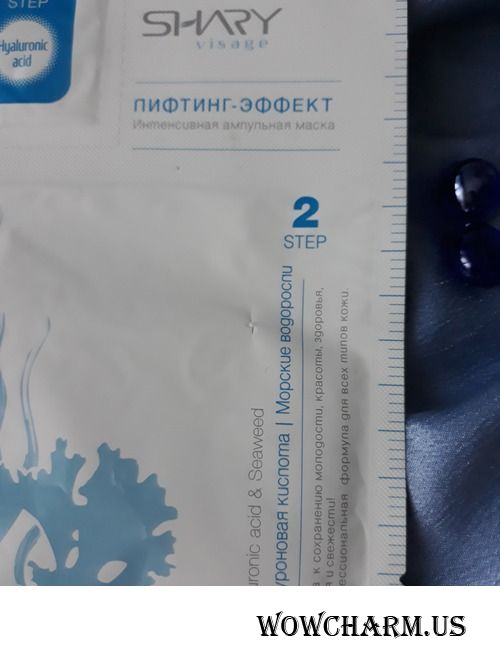 STEP
Hyaluronic
acid
SHARY
visage
ЛИФТИНГ-ЭФФЕКТ
Интенсивная ампульная маска
2
STEP
uronic acid & Seaweed
уроновая кислота | Морские водоросли
к сохранению молодости, красоты, здоровья,
и свежести!
ессиональная формула для всех типов кожи.
WOWCHARM.US